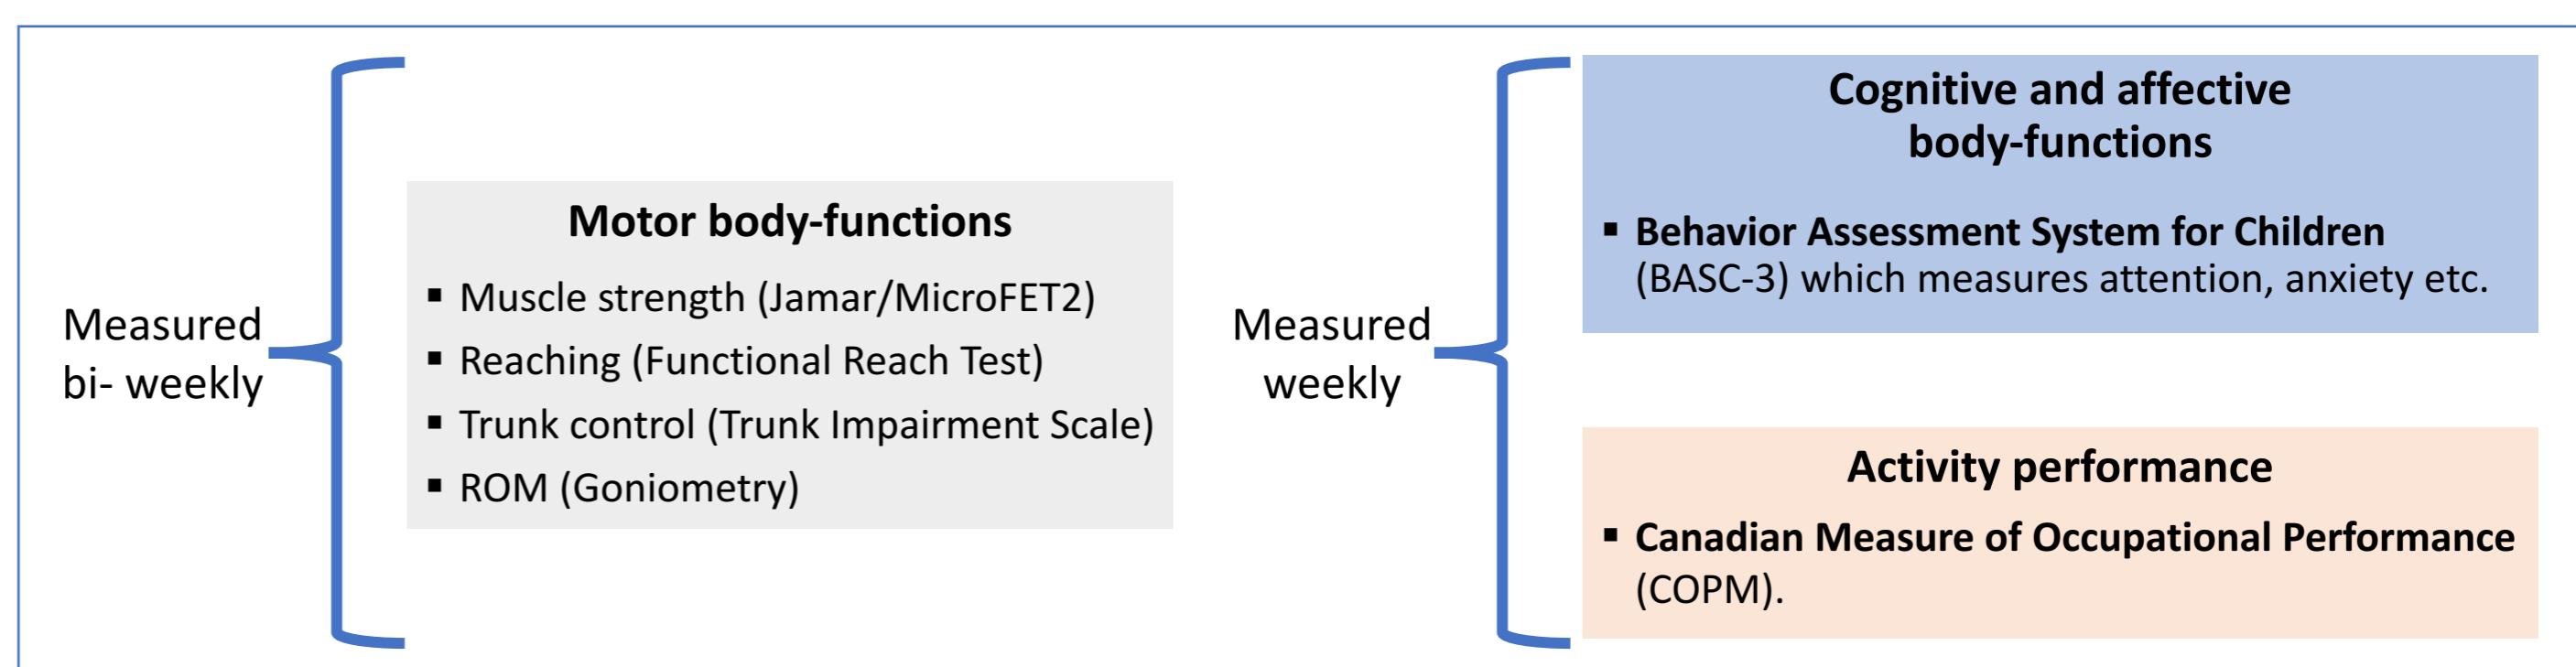 Measured
bi- weekly
Motor body-functions
▪ Muscle strength (Jamar/MicroFET2)
▪ Reaching (Functional Reach Test)
▪ Trunk control (Trunk Impairment Scale)
▪ ROM (Goniometry)
Measured
weekly
Cognitive and affective
body-functions
▪ Behavior Assessment System for Children
(BASC-3) which measures attention, anxiety etc.
Activity performance
▪ Canadian Measure of Occupational Performance
(COPM).